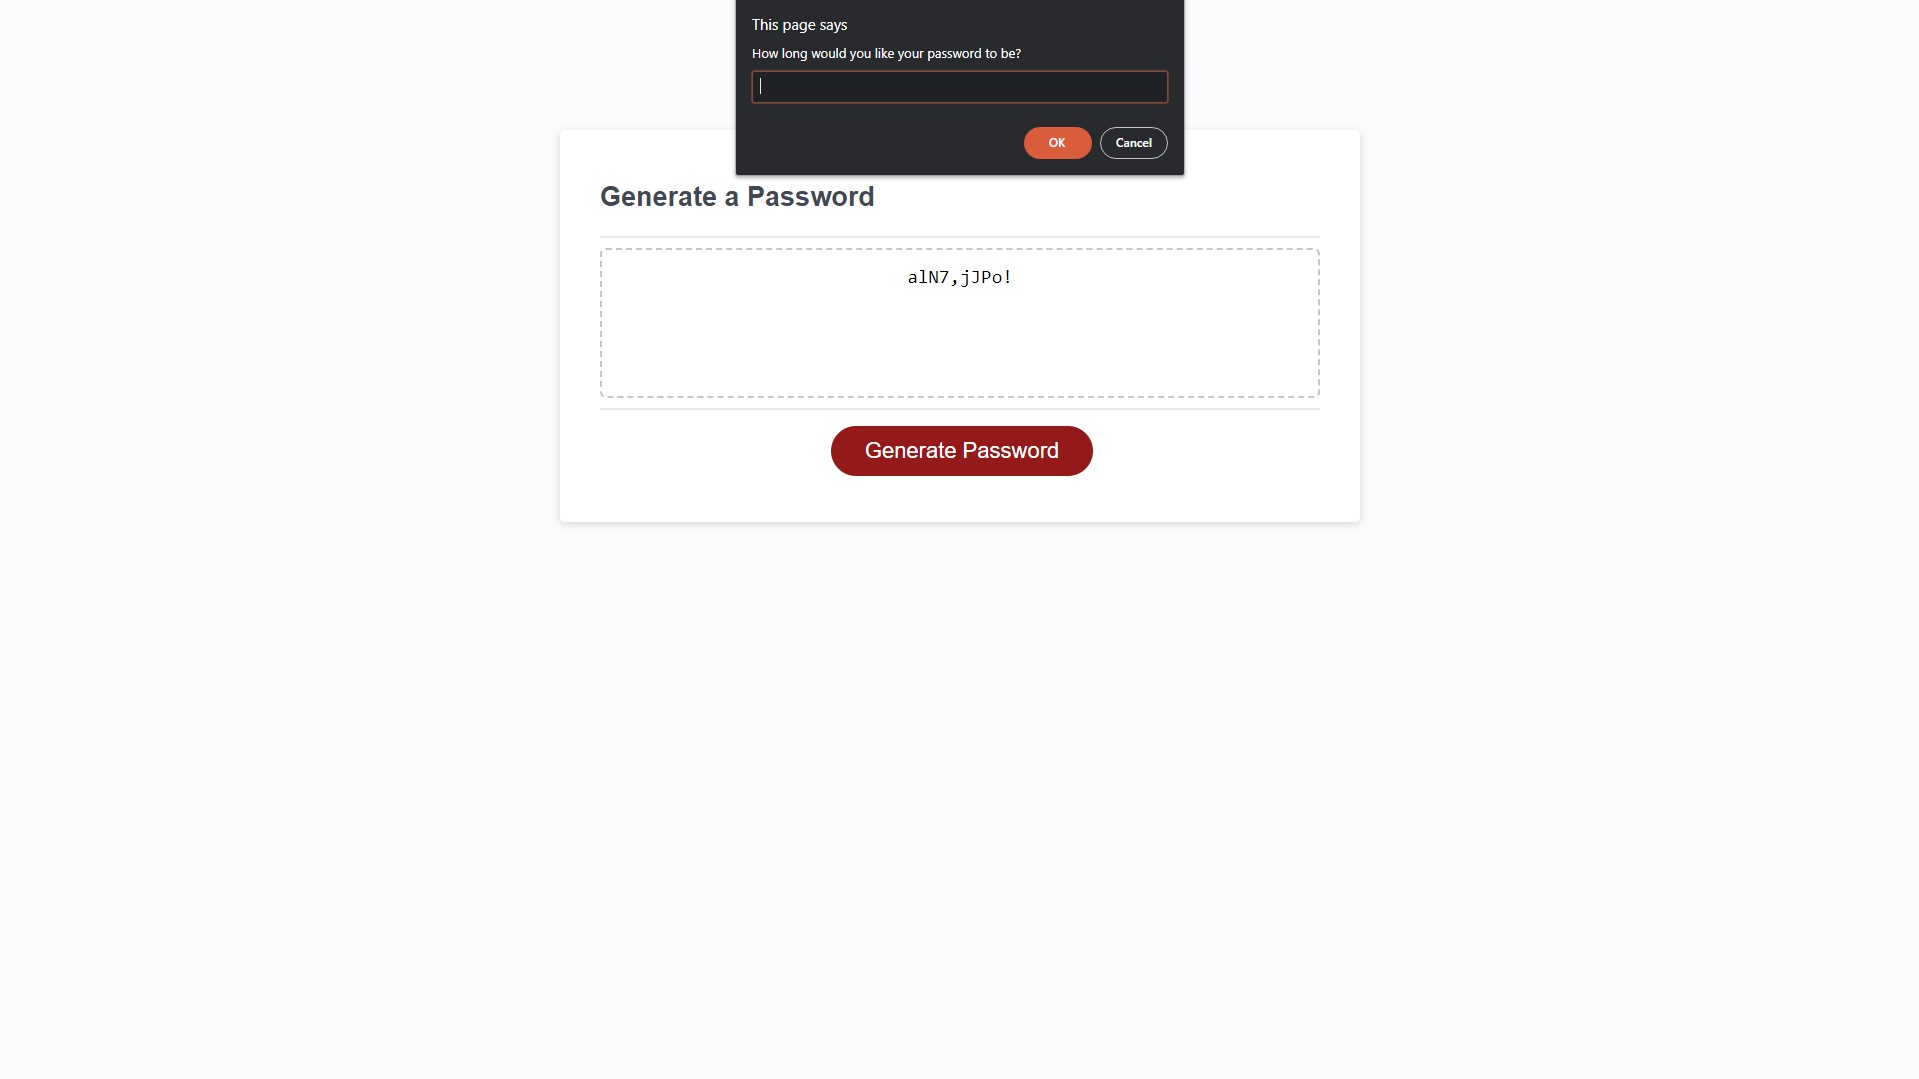 This page says
How long would you like your password to be?
OK
Cancel
Generate a Password
alN7,jJPo!
Generate Password